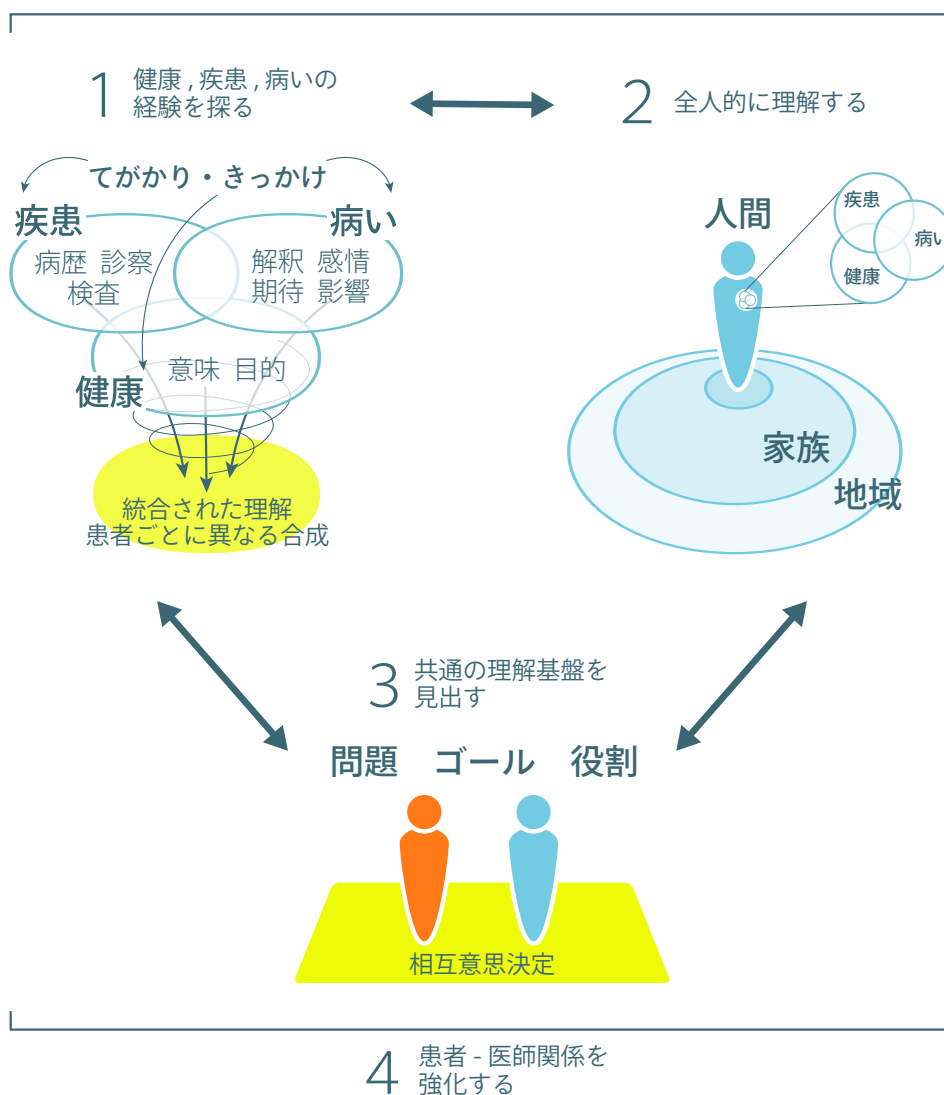 1 健康 , 疾患 , 病いの
経験を探る
2 全人的に理解する
てがかり・きっかけ
疾患
病い
病歴 診察
検査
解釈 感情
期待 影響
意味 目的
健康
統合された理解
患者ごとに異なる合成
人間
疾患
病い
健康
家族
地域
3 共通の理解基盤を
見出す
問題 ゴール 役割
相互意思決定
4 患者 - 医師関係を
強化する